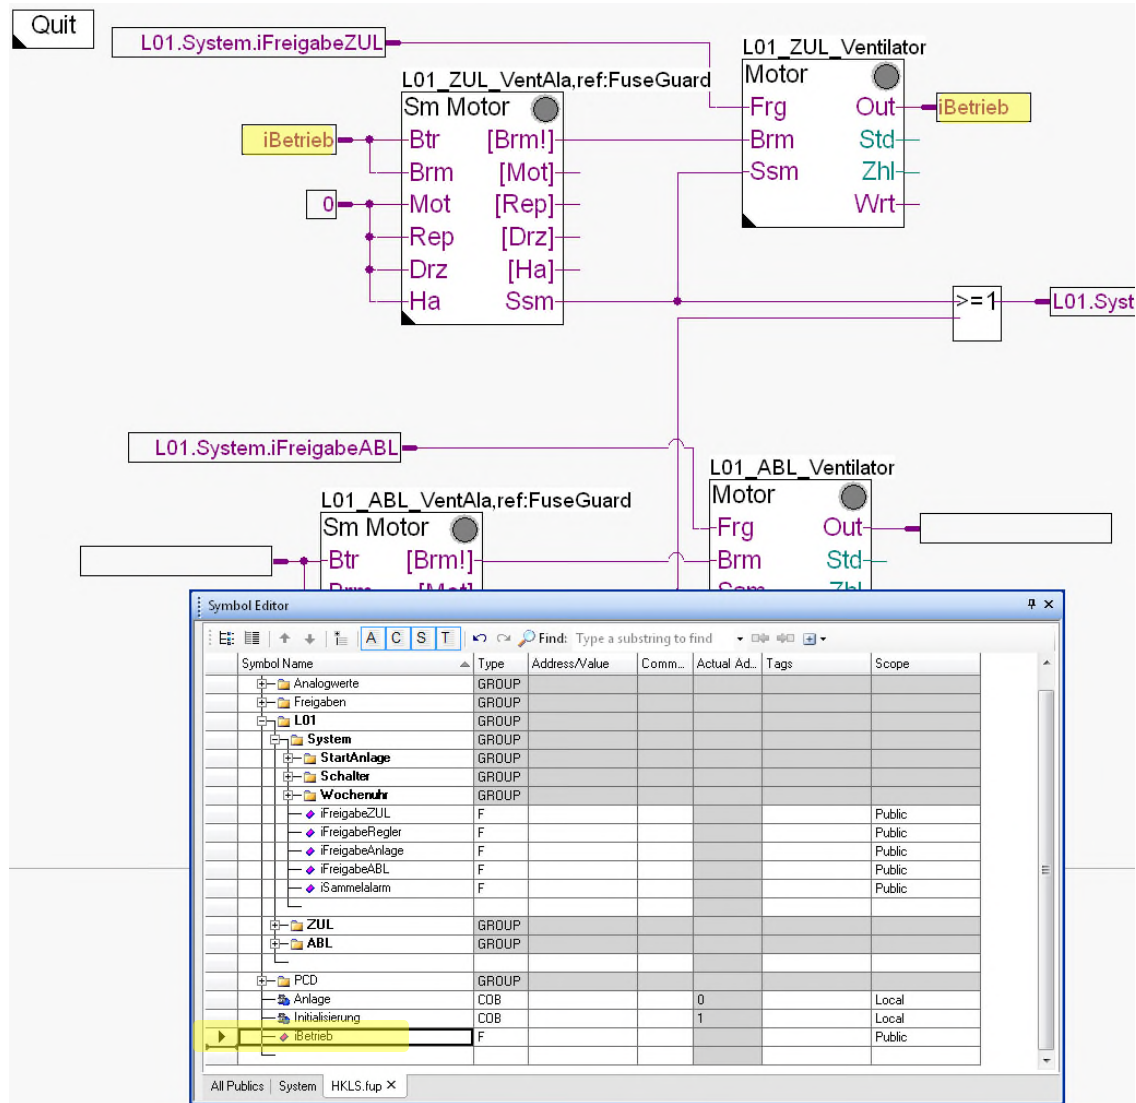 Quit
L01.System.iFreigabeZUL
L01_ZUL_Ventilator
Motor
Frg Out
Brm Std
Ssm Zhl
Wrt
iBetrieb
L01_ZUL_VentAla,ref:FuseGuard
Sm Motor
iBetrieb
Btr [Brm!]
Brm [Mot]
0
Mot [Rep]
Rep [Drz]
Drz [Ha]
Ha Ssm
>=1
L01.Syst
L01.System.iFreigabeABL
L01_ABL_Ventilator
Motor
Frg Out
Brm Std
Ssm Zhl
L01_ABL_VentAla,ref:FuseGuard
Sm Motor
Btr [Brm!]
Brm [Mot]
Symbol Editor
A C S T Find: Type a substring to find
Symbol Name Type Address/Value Comm... Actual Ad... Tags Scope
Analogwerte GROUP
Freigaben GROUP
L01 GROUP
System GROUP
StartAnlage GROUP
Schalter GROUP
Wochenuhr GROUP
iFreigabeZUL F Public
iFreigabeRegler F Public
iFreigabeAnlage F Public
iFreigabeABL F Public
iSammelalarm F Public
ZUL GROUP
ABL GROUP
PCD GROUP
Anlage COB 0 Local
Initialisierung COB 1 Local
iBetrieb F Public
All Publics System HKLS.fup